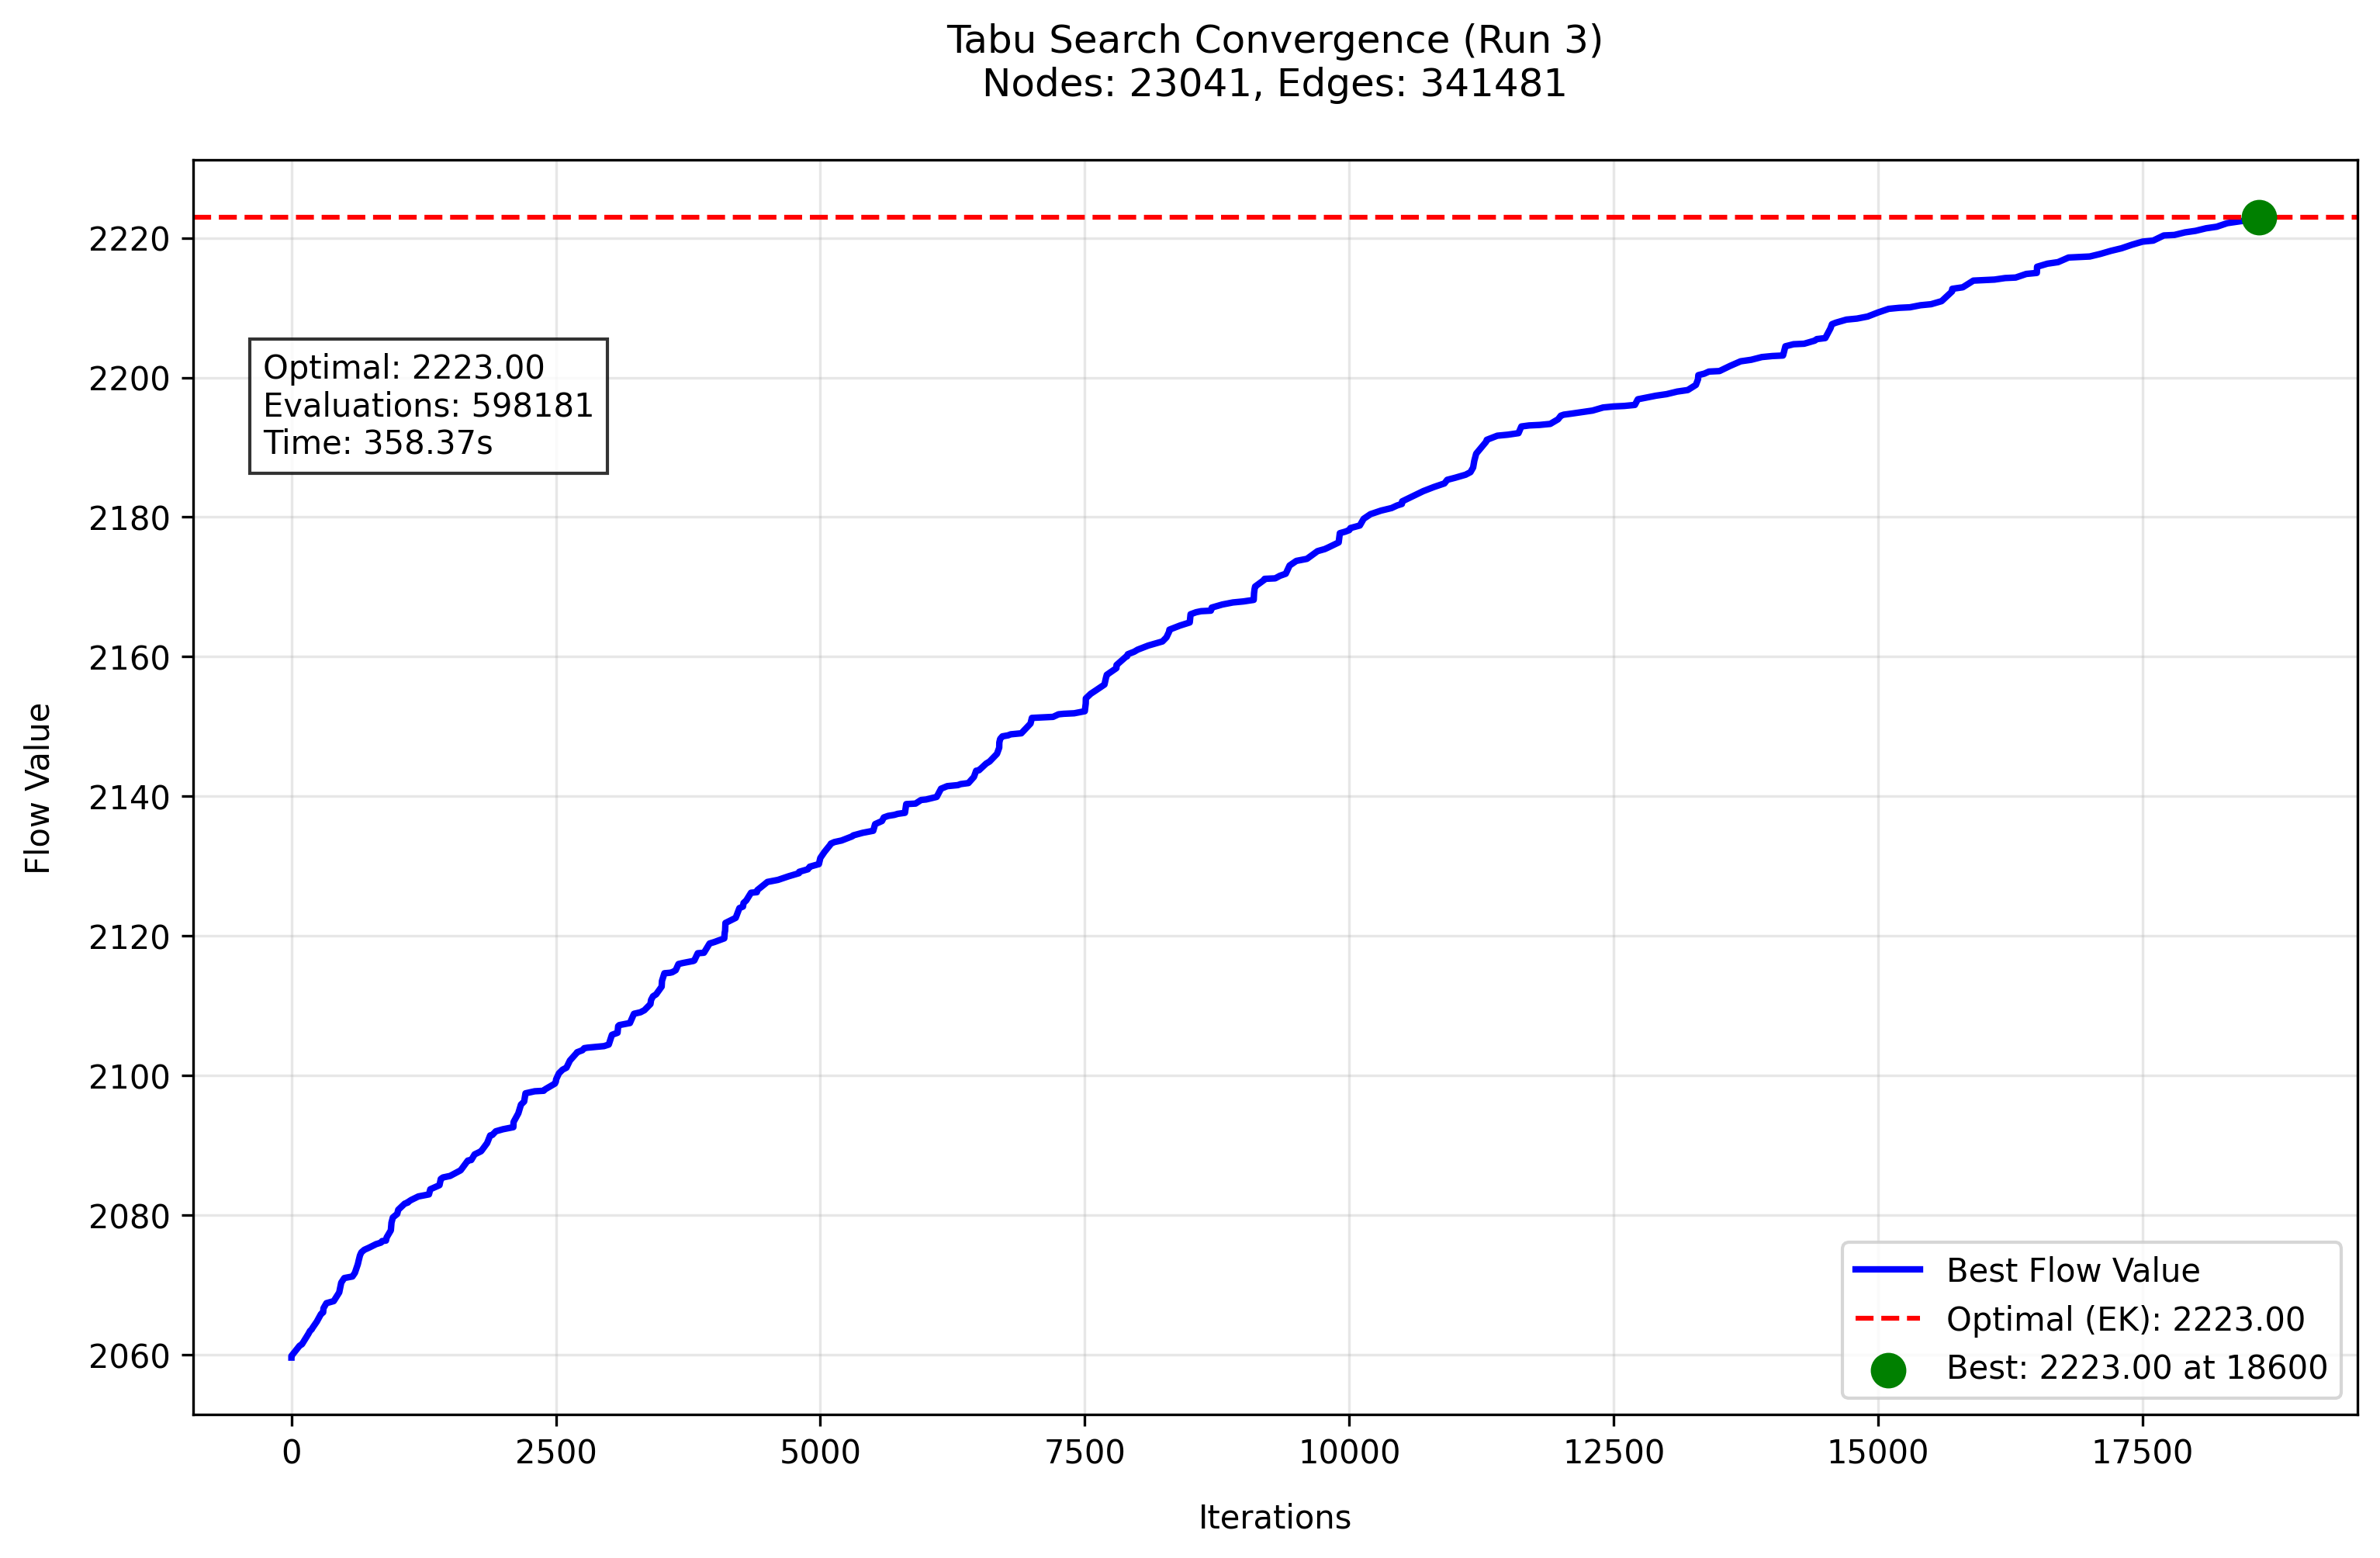 Tabu Search Convergence (Run 3)
Nodes: 23041, Edges: 341481
Flow Value
2220
2200
2180
2160
2140
2120
2100
2080
2060
Optimal: 2223.00
Evaluations: 598181
Time: 358.37s
Best Flow Value
Optimal (EK): 2223.00
Best: 2223.00 at 18600
0
2500
5000
7500
10000
12500
15000
17500
Iterations